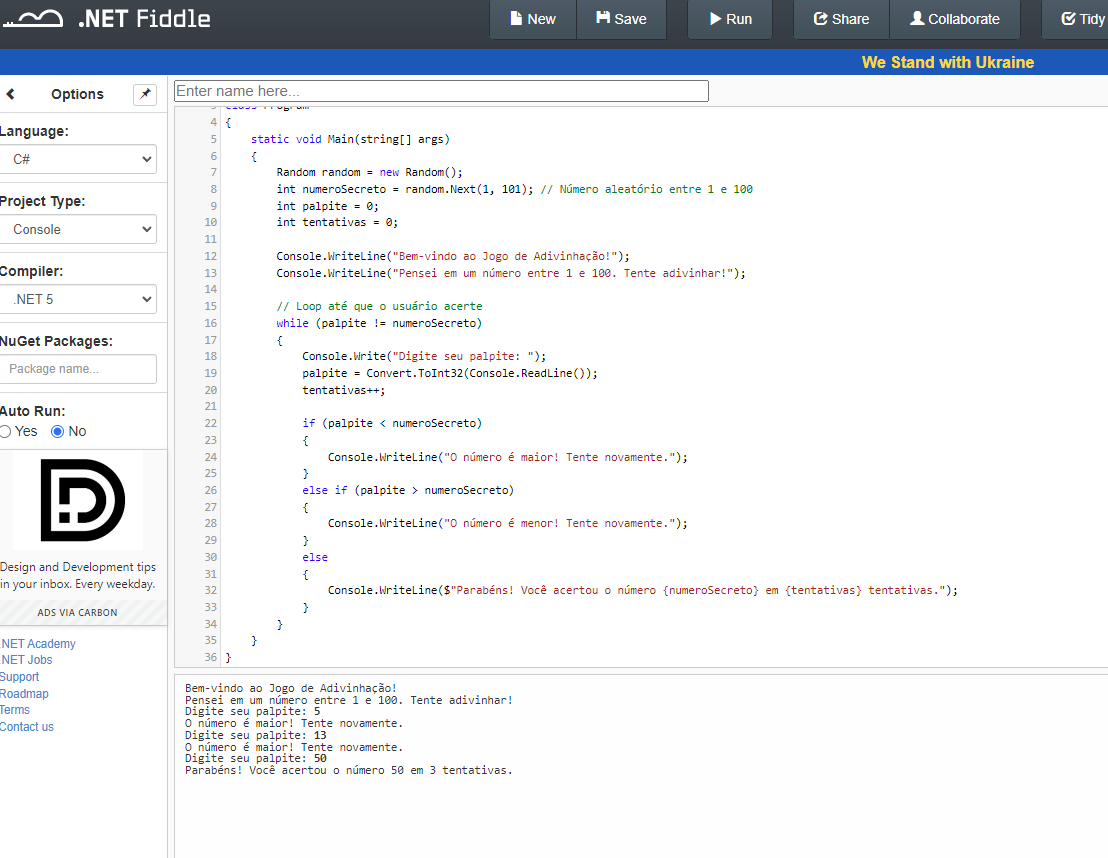 .NET Fiddle
New Save Run Share Collaborate Tidy
We Stand with Ukraine
Options
Language:
C#
Project Type:
Console
Compiler:
.NET 5
NuGet Packages:
Package name...
Auto Run:
Yes No
Design and Development tips
in your inbox. Every weekday.
ADS VIA CARBON
.NET Academy
.NET Jobs
Support
Roadmap
Terms
Contact us
Enter name here...
4 {
5 static void Main(string[] args)
6 {
7 Random random = new Random();
8 int numeroSecreto = random.Next(1, 101); // Número aleatório entre 1 e 100
9 int palpite = 0;
10 int tentativas = 0;
11
12 Console.WriteLine("Bem-vindo ao Jogo de Adivinhação!");
13 Console.WriteLine("Pensei em um número entre 1 e 100. Tente adivinhar!");
14
15 // Loop até que o usuário acerte
16 while (palpite != numeroSecreto)
17 {
18 Console.Write("Digite seu palpite: ");
19 palpite = Convert.ToInt32(Console.ReadLine());
20 tentativas++;
21
22 if (palpite < numeroSecreto)
23 {
24 Console.WriteLine("O número é maior! Tente novamente.");
25 }
26 else if (palpite > numeroSecreto)
27 {
28 Console.WriteLine("O número é menor! Tente novamente.");
29 }
30 else
31 {
32 Console.WriteLine($"Parabéns! Você acertou o número {numeroSecreto} em {tentativas} tentativas.");
33 }
34 }
35 }
36 }
Bem-vindo ao Jogo de Adivinhação!
Pensei em um número entre 1 e 100. Tente adivinhar!
Digite seu palpite: 5
O número é maior! Tente novamente.
Digite seu palpite: 13
O número é maior! Tente novamente.
Digite seu palpite: 50
Parabéns! Você acertou o número 50 em 3 tentativas.